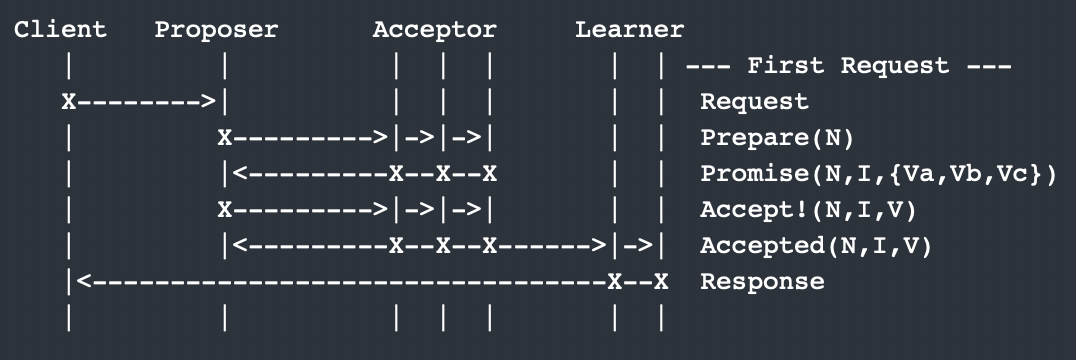 Client   Proposer      Acceptor     Learner
   |         |          |  |  |       |  | --- First Request ---
   X-------->|          |  |  |       |  |  Request
   |         X--------->|->|->|       |  |  Prepare(N)
   |         |<---------X--X--X       |  |  Promise(N,I,{Va,Vb,Vc})
   |         X--------->|->|->|       |  |  Accept!(N,I,V)
   |         |<---------X--X--X------>|->|  Accepted(N,I,V)
   |<---------------------------------X--X  Response
   |         |          |  |  |       |  |